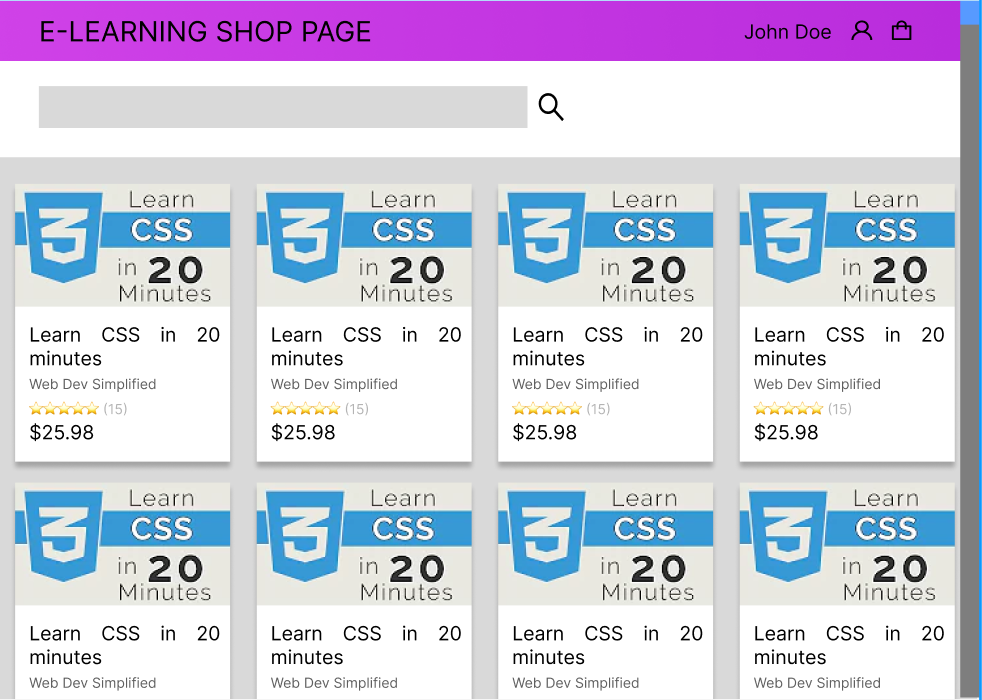 E-LEARNING SHOP PAGE
John Doe
Learn
CSS
in 20
Minutes
Learn CSS in 20
minutes
Web Dev Simplified
(15)
$25.98
Learn
CSS
in 20
Minutes
Learn CSS in 20
minutes
Web Dev Simplified
(15)
$25.98
Learn
CSS
in 20
Minutes
Learn CSS in 20
minutes
Web Dev Simplified
(15)
$25.98
Learn
CSS
in 20
Minutes
Learn CSS in 20
minutes
Web Dev Simplified
(15)
$25.98
Learn
CSS
in 20
Minutes
Learn CSS in 20
minutes
Web Dev Simplified
Learn
CSS
in 20
Minutes
Learn CSS in 20
minutes
Web Dev Simplified
Learn
CSS
in 20
Minutes
Learn CSS in 20
minutes
Web Dev Simplified
Learn
CSS
in 20
Minutes
Learn CSS in 20
minutes
Web Dev Simplified